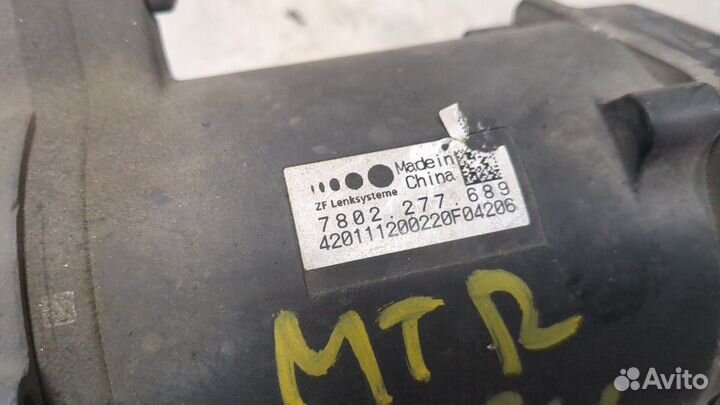 Made in
China
ZF Lenksysteme
7802.277.689
420111200220F04206
MTR
Avito